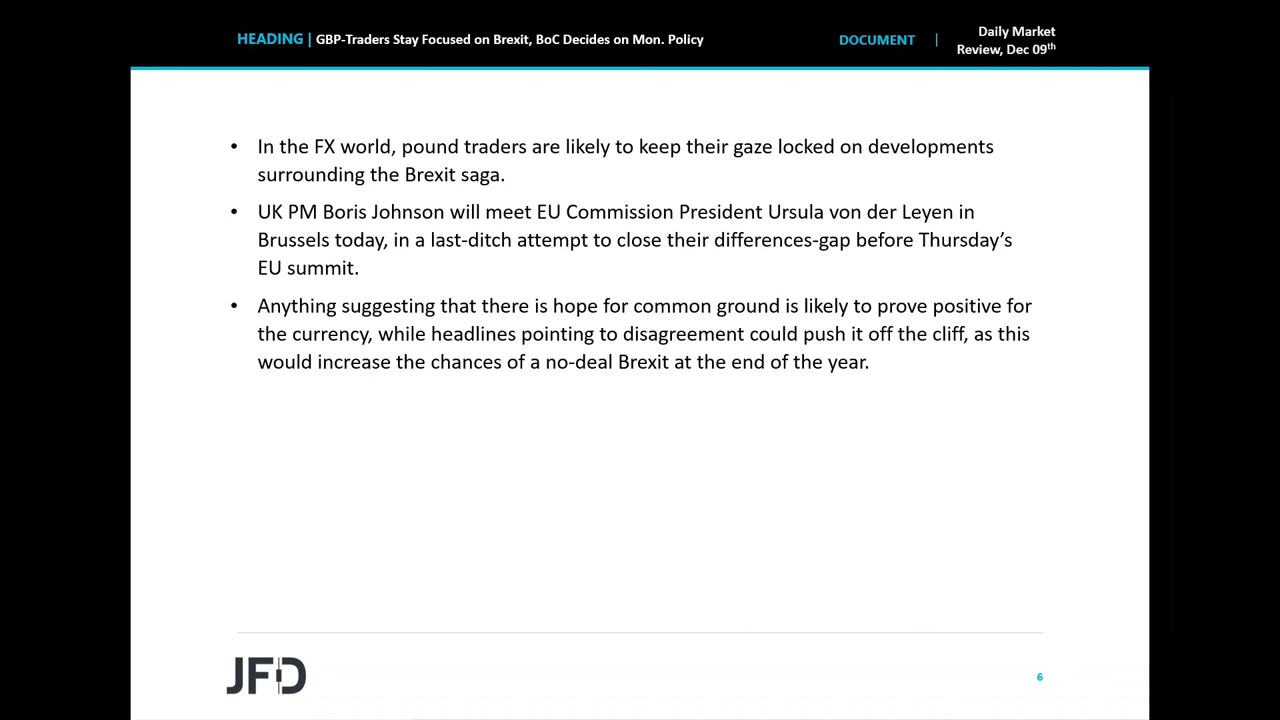 HEADING | GBP-Traders Stay Focused on Brexit, BoC Decides on Mon. Policy
DOCUMENT | Daily Market
Review, Dec 09th
• In the FX world, pound traders are likely to keep their gaze locked on developments
surrounding the Brexit saga.
• UK PM Boris Johnson will meet EU Commission President Ursula von der Leyen in
Brussels today, in a last-ditch attempt to close their differences-gap before Thursday’s
EU summit.
• Anything suggesting that there is hope for common ground is likely to prove positive for
the currency, while headlines pointing to disagreement could push it off the cliff, as this
would increase the chances of a no-deal Brexit at the end of the year.
JFD
6